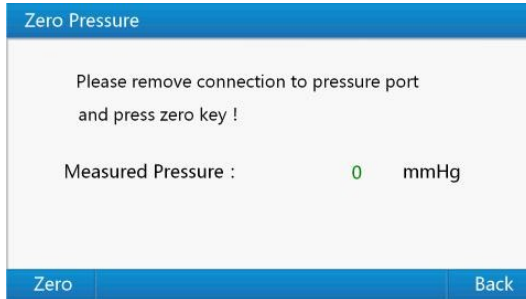 Zero Pressure
Please remove connection to pressure port
and press zero key !
Measured Pressure : 0 mmHg
Zero Back